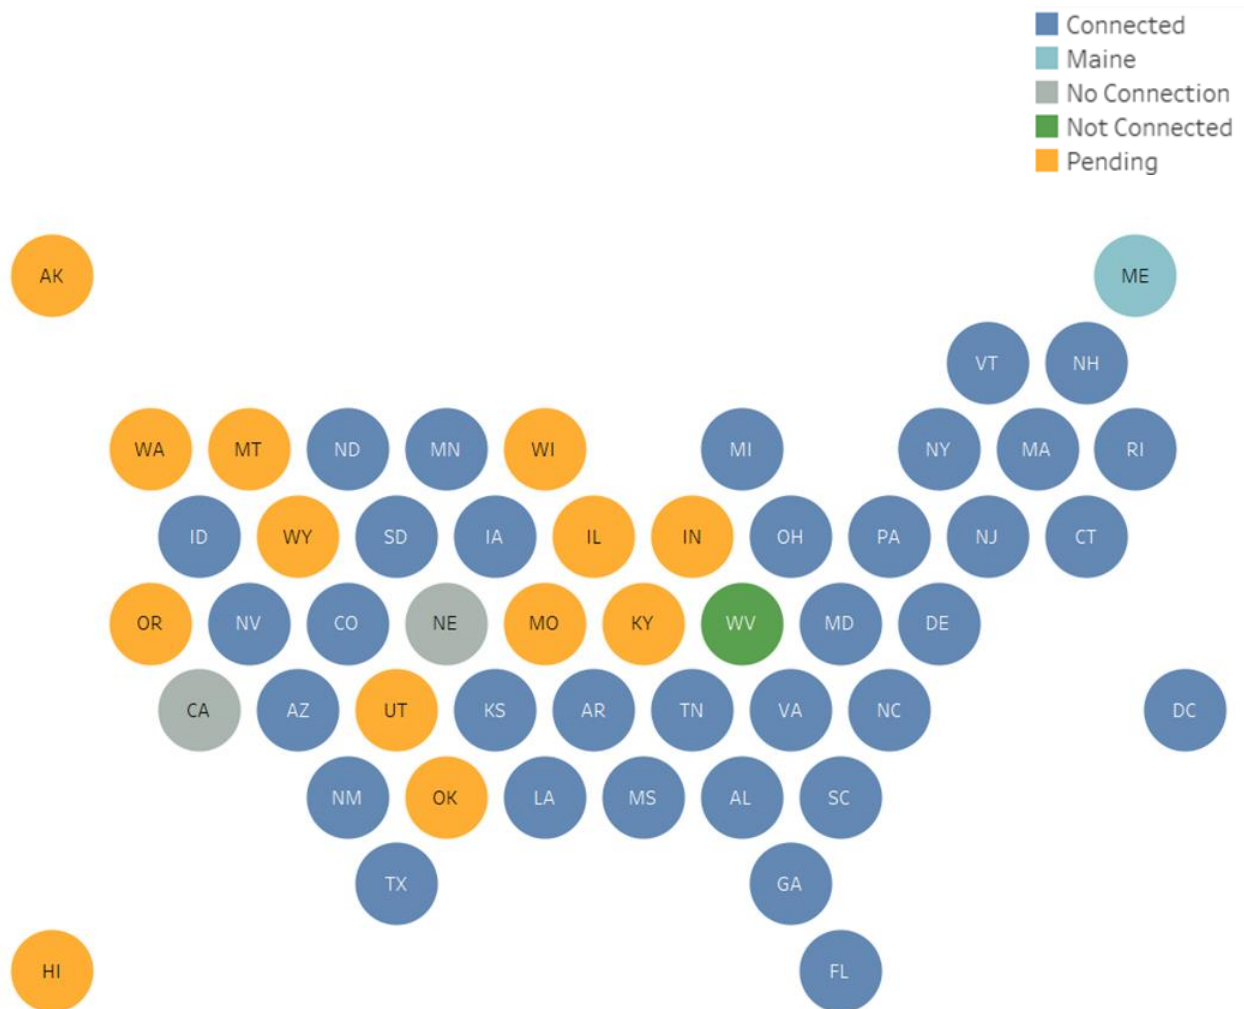 Connected
Maine
No Connection
Not Connected
Pending
AK ME
VT NH
WA MT ND MN WI MI NY MA RI
ID WY SD IA IL IN OH PA NJ CT
OR NV CO NE MO KY WV MD DE
CA AZ UT KS AR TN VA NC DC
NM OK LA MS AL SC
TX GA
HI FL